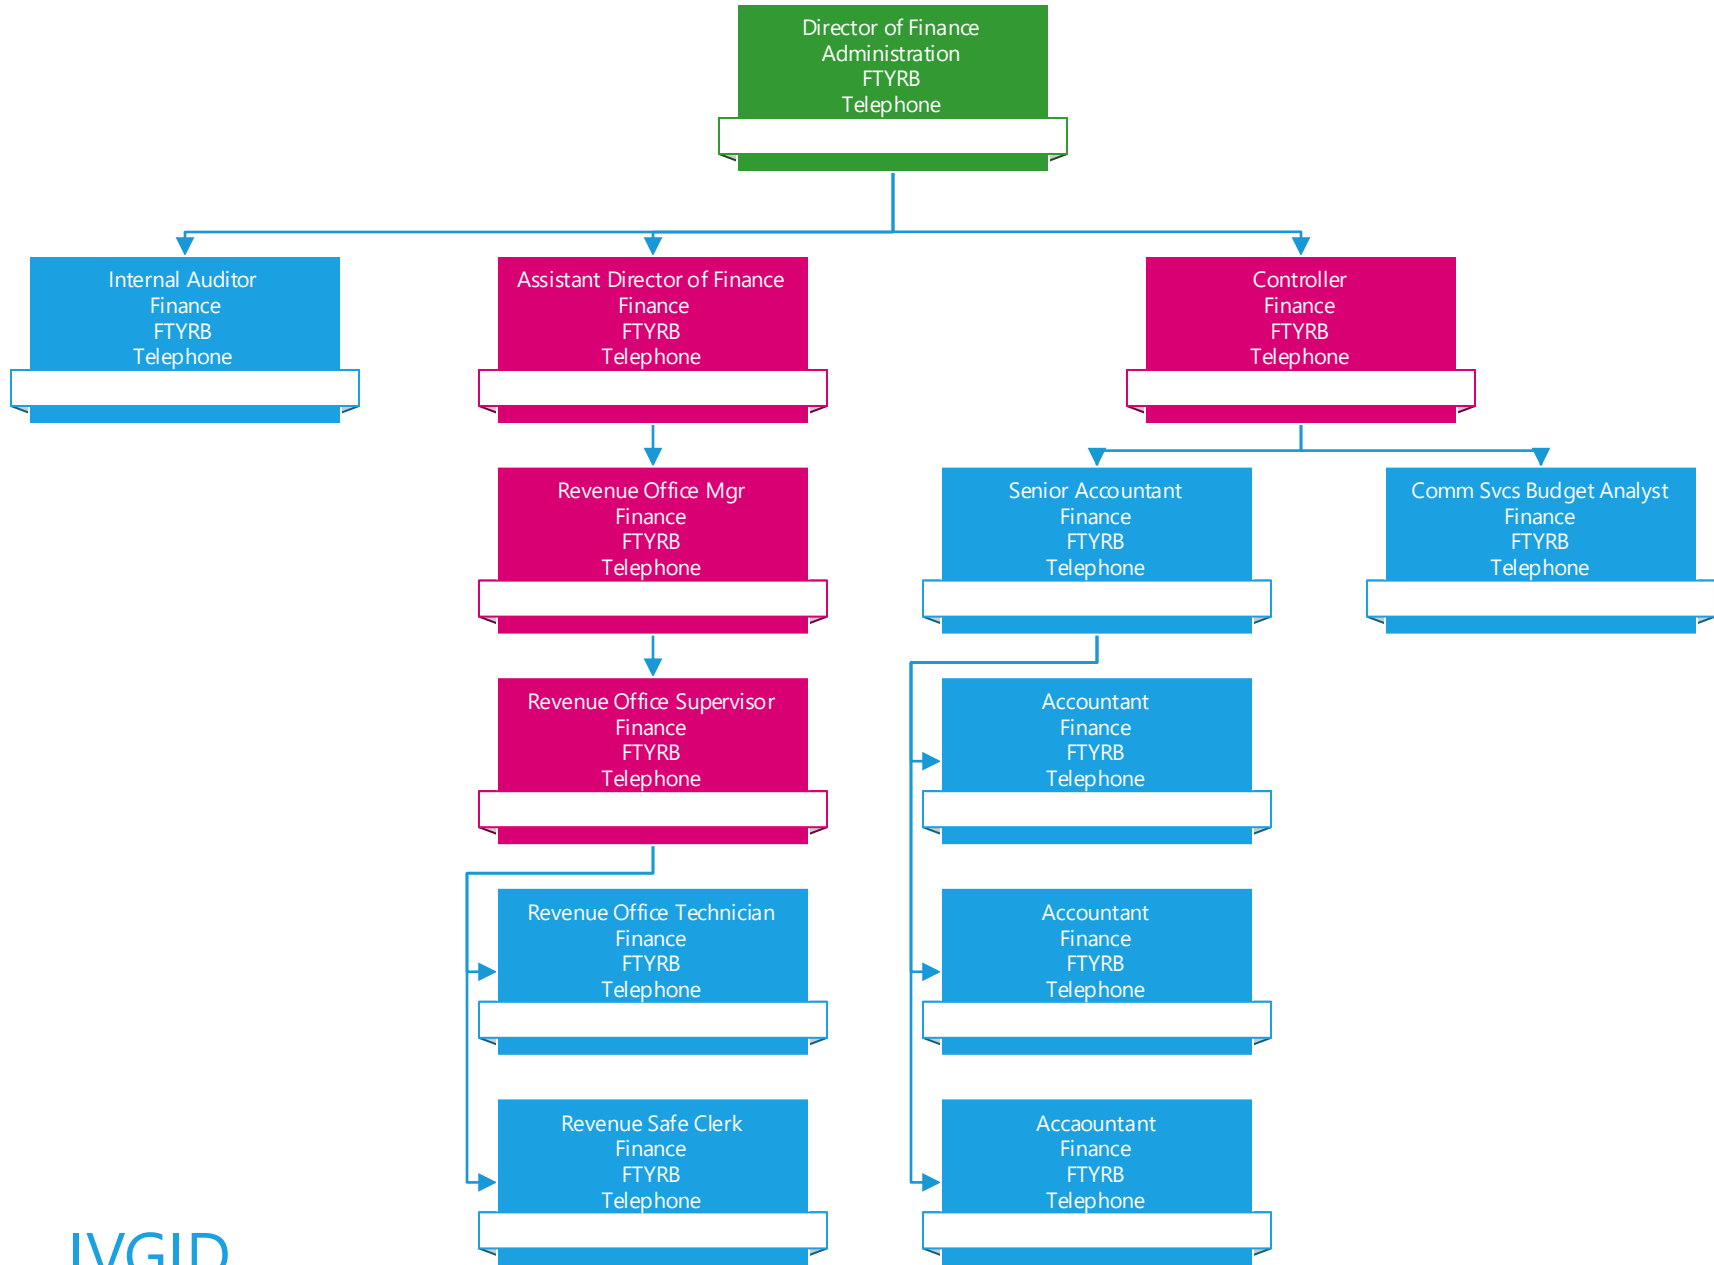 Director of Finance
Administration
FTYRB
Telephone
Internal Auditor
Finance
FTYRB
Telephone
Assistant Director of Finance
Finance
FTYRB
Telephone
Controller
Finance
FTYRB
Telephone
Revenue Office Mgr
Finance
FTYRB
Telephone
Senior Accountant
Finance
FTYRB
Telephone
Comm Svcs Budget Analyst
Finance
FTYRB
Telephone
Revenue Office Supervisor
Finance
FTYRB
Telephone
Accountant
Finance
FTYRB
Telephone
Revenue Office Technician
Finance
FTYRB
Telephone
Accountant
Finance
FTYRB
Telephone
Revenue Safe Clerk
Finance
FTYRB
Telephone
Accaountant
Finance
FTYRB
Telephone
IVGID